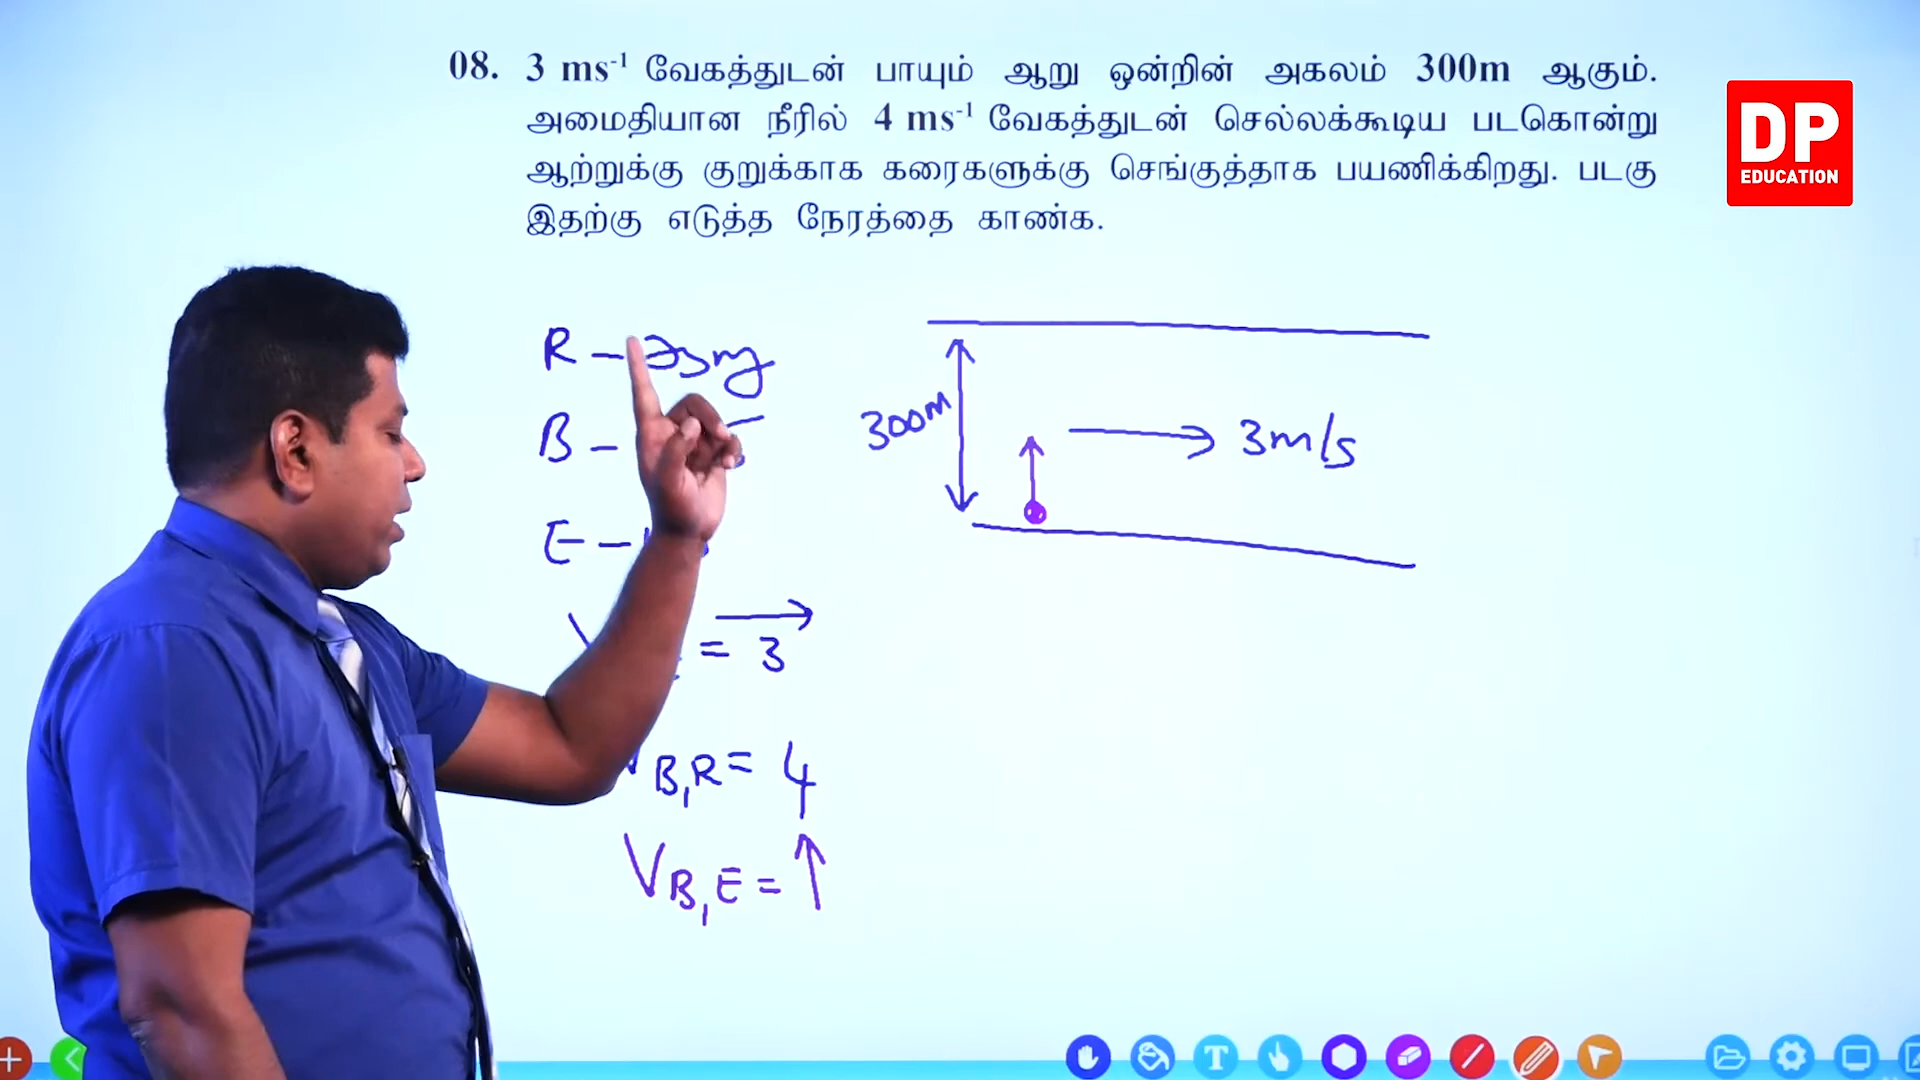 08. 3 ms-1 வேகத்துடன் பாயும் ஆறு ஒன்றின் அகலம் 300m ஆகும்.
அமைதியான நீரில் 4 ms-1 வேகத்துடன் செல்லக்கூடிய படகொன்று
ஆற்றுக்கு குறுக்காக கரைகளுக்கு செங்குத்தாக பயணிக்கிறது. படகு
இதற்கு எடுத்த நேரத்தை காண்க.
DP
EDUCATION
R - ஆறு
B -
E -
= 3
V B,R = 4
V B,E = ↑
300m
→ 3m/s